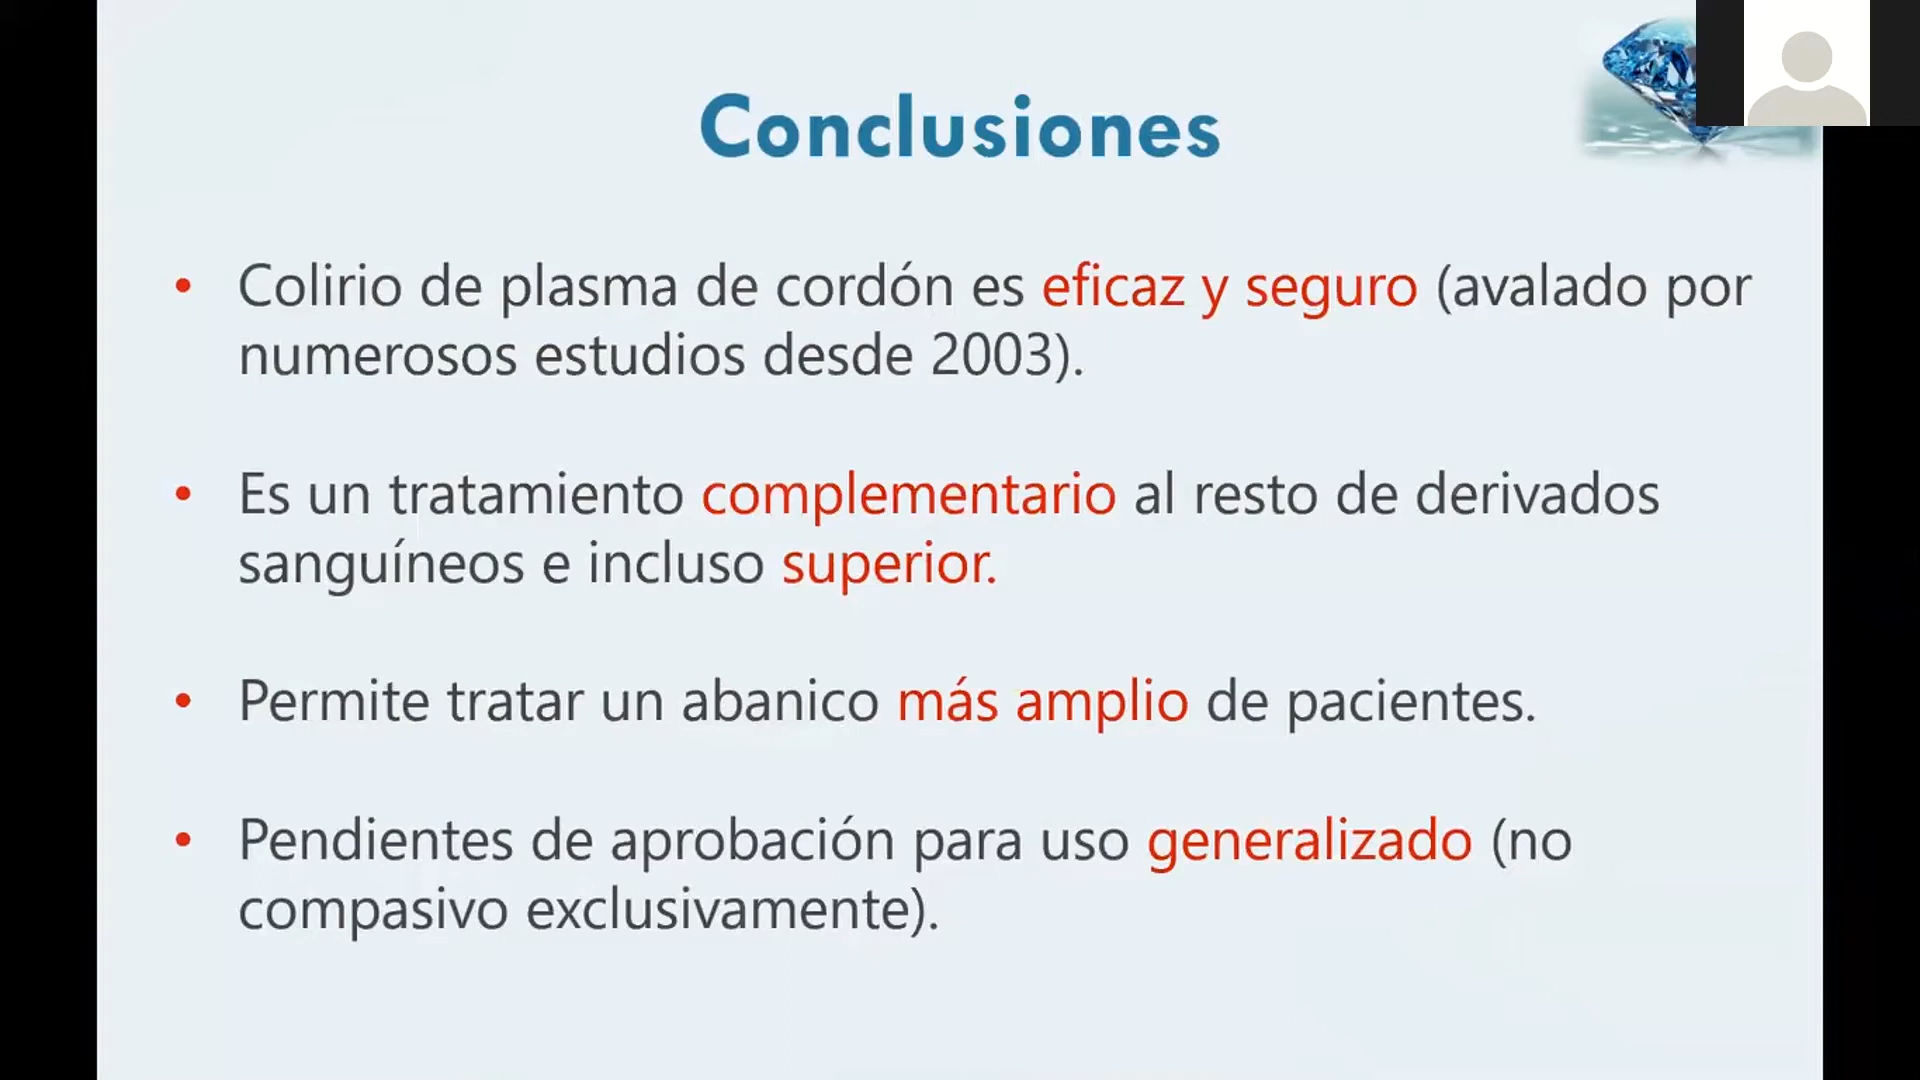 Conclusiones
• Colirio de plasma de cordón es eficaz y seguro (avalado por
numerosos estudios desde 2003).
• Es un tratamiento complementario al resto de derivados
sanguíneos e incluso superior.
• Permite tratar un abanico más amplio de pacientes.
• Pendientes de aprobación para uso generalizado (no
compasivo exclusivamente).